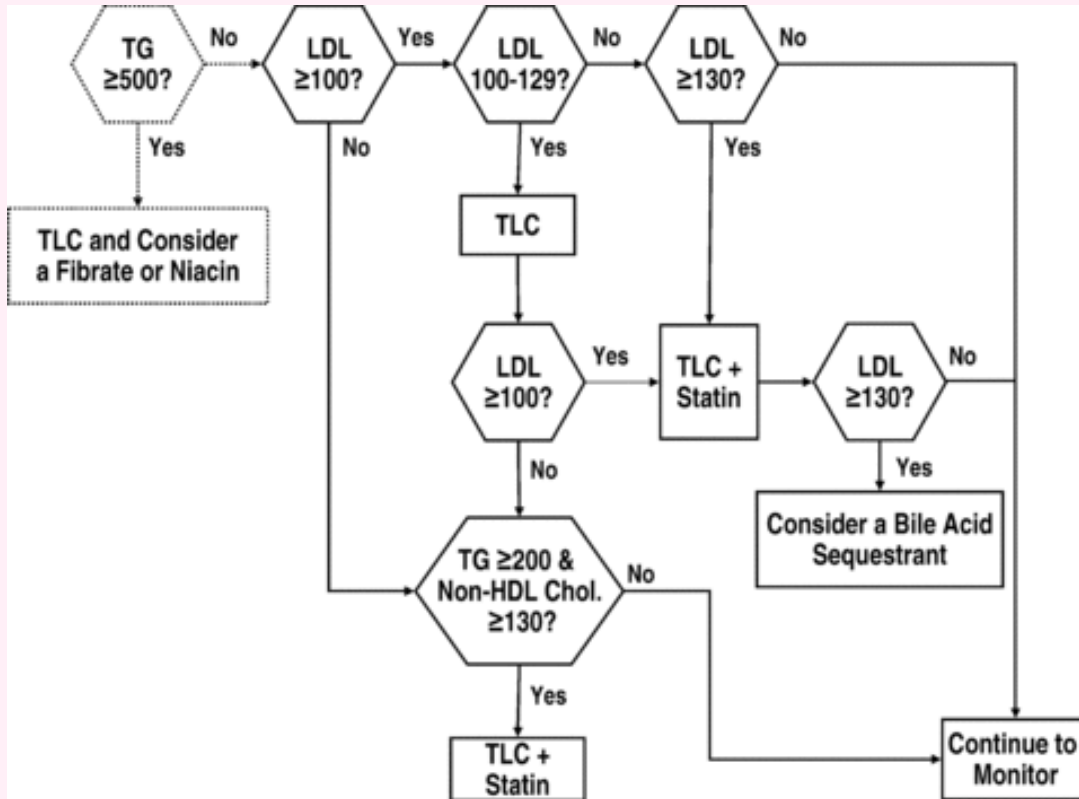 TG
≥500?
No
LDL
≥100?
Yes
LDL
100-129?
No
LDL
≥130?
No
Yes
No
Yes
Yes
TLC and Consider
a Fibrate or Niacin
TLC
LDL
≥100?
Yes
TLC +
Statin
LDL
≥130?
No
No
Yes
Consider a Bile Acid
Sequestrant
TG ≥200 &
Non-HDL Chol.
≥130?
No
Yes
TLC +
Statin
Continue to
Monitor